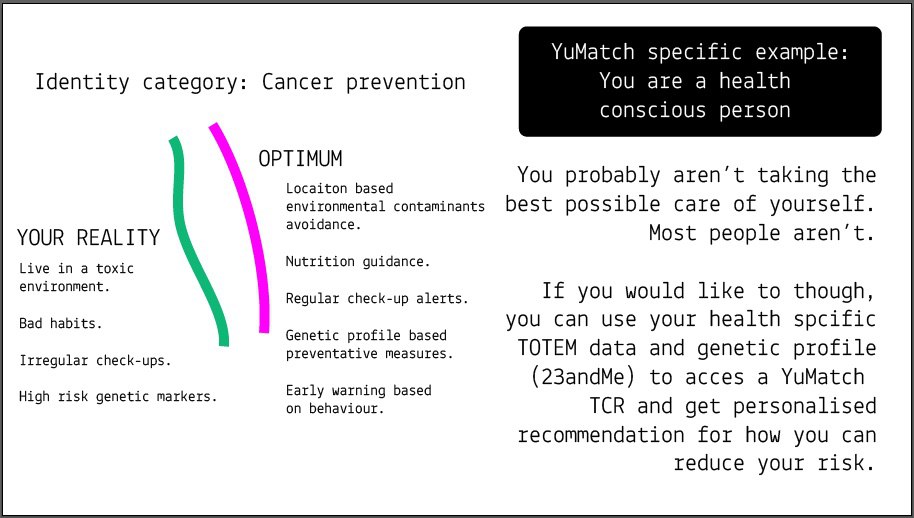 Identity category: Cancer prevention
YOUR REALITY
Live in a toxic
environment.
Bad habits.
Irregular check-ups.
High risk genetic markers.
OPTIMUM
Locaiton based
environmental contaminants
avoidance.
Nutrition guidance.
Regular check-up alerts.
Genetic profile based
preventative measures.
Early warning based
on behaviour.
YuMatch specific example:
You are a health
conscious person
You probably aren't taking the
best possible care of yourself.
Most people aren't.
If you would like to though,
you can use your health spcific
TOTEM data and genetic profile
(23andMe) to acces a YuMatch
TCR and get personalised
recommendation for how you can
reduce your risk.